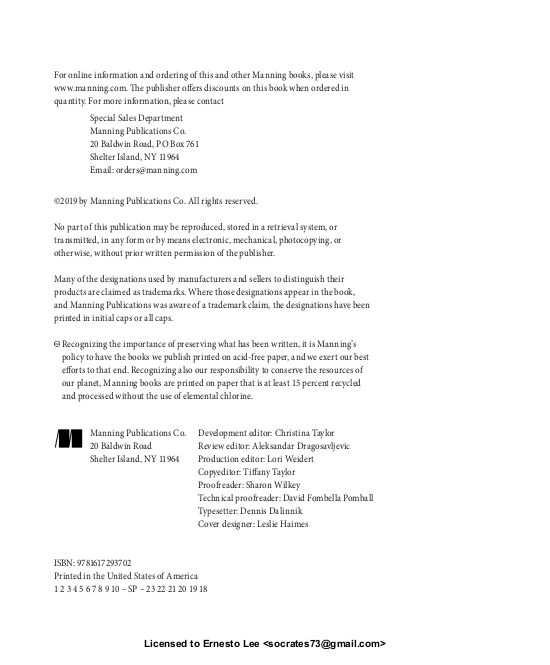 For online information and ordering of this and other Manning books, please visit
www.manning.com. The publisher offers discounts on this book when ordered in
quantity. For more information, please contact
Special Sales Department
Manning Publications Co.
20 Baldwin Road, PO Box 761
Shelter Island, NY 11964
Email: orders@manning.com
©2019 by Manning Publications Co. All rights reserved.
No part of this publication may be reproduced, stored in a retrieval system, or
transmitted, in any form or by means electronic, mechanical, photocopying, or
otherwise, without prior written permission of the publisher.
Many of the designations used by manufacturers and sellers to distinguish their
products are claimed as trademarks. Where those designations appear in the book,
and Manning Publications was aware of a trademark claim, the designations have been
printed in initial caps or all caps.
♾ Recognizing the importance of preserving what has been written, it is Manning's
policy to have the books we publish printed on acid-free paper, and we exert our best
efforts to that end. Recognizing also our responsibility to conserve the resources of
our planet, Manning books are printed on paper that is at least 15 percent recycled
and processed without the use of elemental chlorine.
Manning Publications Co.
20 Baldwin Road
Shelter Island, NY 11964
Development editor: Christina Taylor
Review editor: Aleksandar Dragosavljevic
Production editor: Lori Weidert
Copyeditor: Tiffany Taylor
Proofreader: Sharon Wilkey
Technical proofreader: David Fombella Pomball
Typesetter: Dennis Dalinnik
Cover designer: Leslie Haimes
ISBN: 9781617293702
Printed in the United States of America
1 2 3 4 5 6 7 8 9 10 – SP – 23 22 21 20 19 18
Licensed to Ernesto Lee <socrates73@gmail.com>